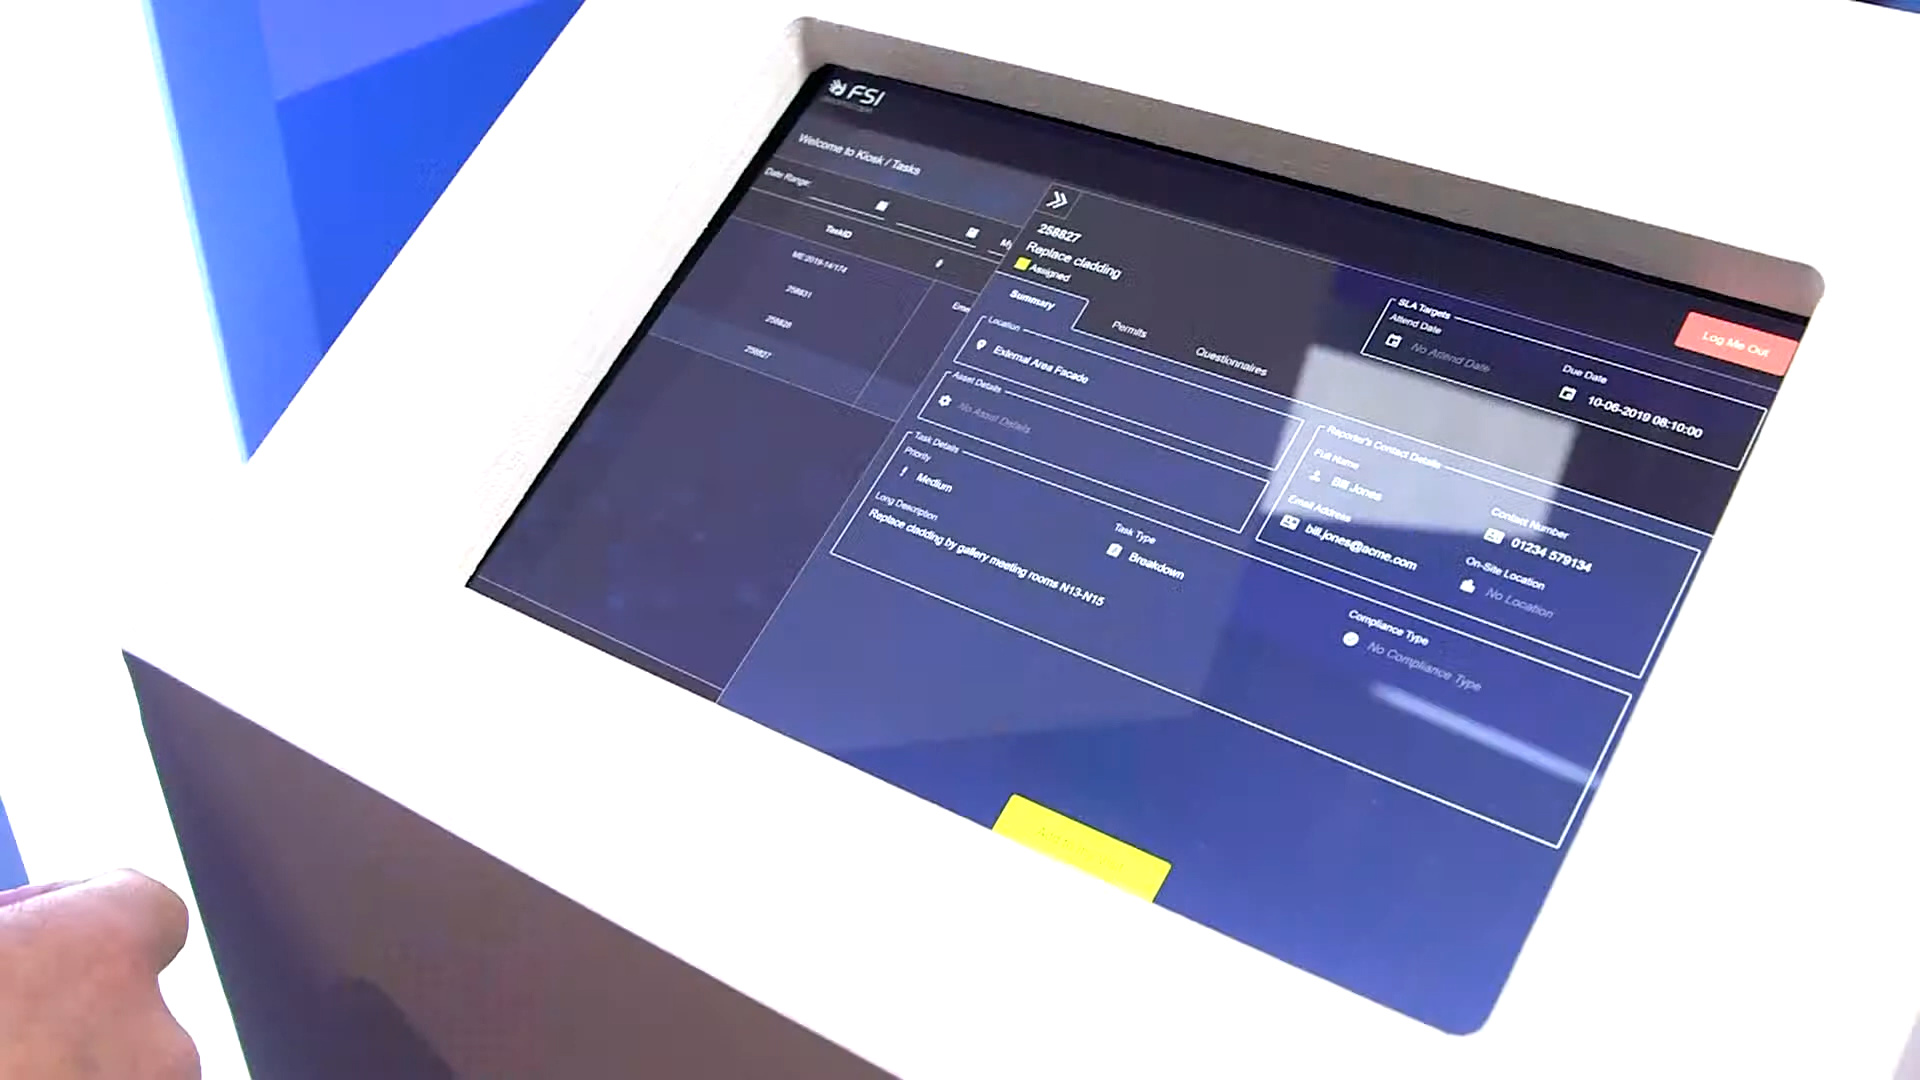 FSI
Welcome to Kiosk / Tasks
Date Range:
TaskID
ME-2019-14/174
258831
258828
258827
258827
Replace cladding
Assigned
Summary
Permits
Questionnaires
SLA Targets
Attend Date
No Attend Date
Due Date
10-06-2019 08:10:00
Log Me Out
Location
External Area Facade
Asset Details
No Asset Details
Reporter's Contact Details
Full Name
Bill Jones
Email Address
bill.jones@acme.com
Contact Number
01234 579134
On-Site Location
No Location
Task Details
Priority
Medium
Long Description
Replace cladding by gallery meeting rooms N13-N15
Task Type
Breakdown
Compliance Type
No Compliance Type